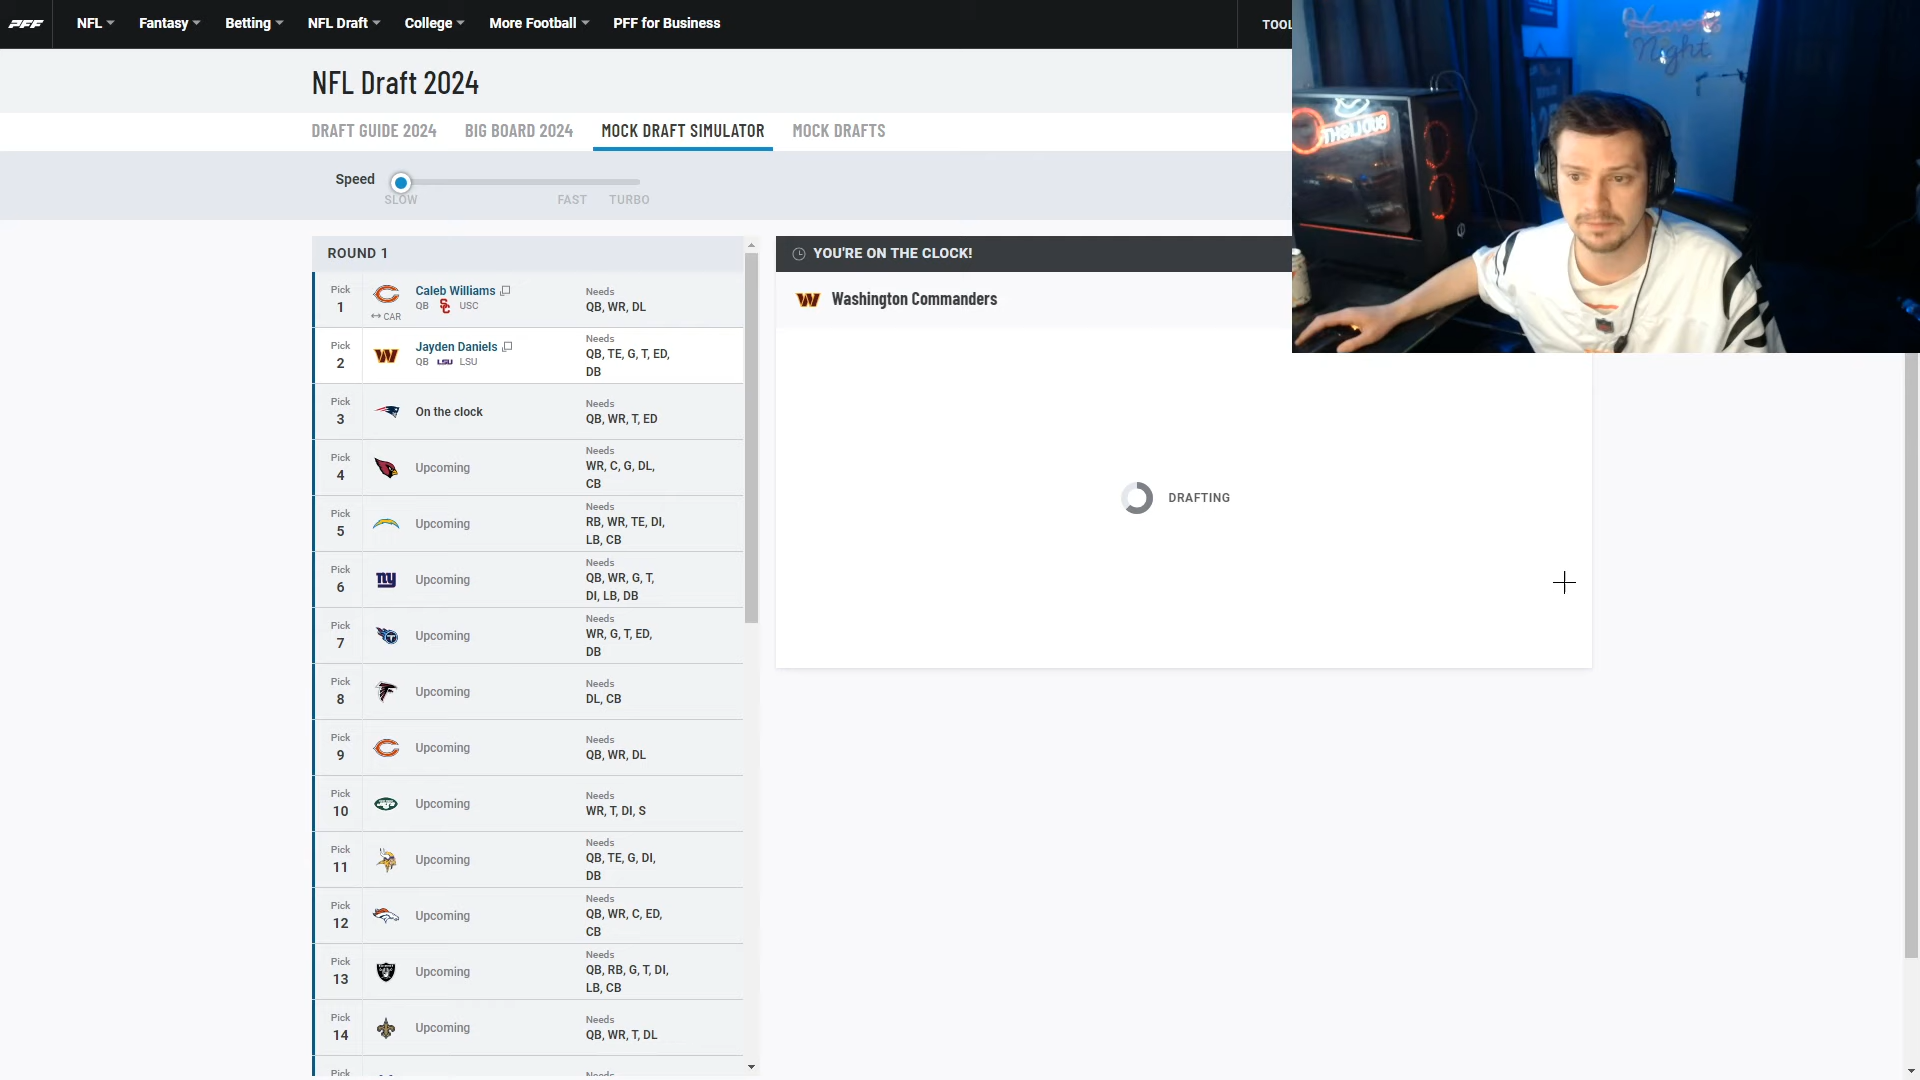 PFF
NFL
Fantasy
Betting
NFL Draft
College
More Football
PFF for Business
TOOL
NFL Draft 2024
DRAFT GUIDE 2024
BIG BOARD 2024
MOCK DRAFT SIMULATOR
MOCK DRAFTS
Speed
SLOW
FAST
TURBO
ROUND 1
Pick
1
CAR
Caleb Williams
QB SC USC
Needs
QB, WR, DL
Pick
2
W
Jayden Daniels
QB LSU LSU
Needs
QB, TE, G, T, ED,
DB
Pick
3
On the clock
Needs
QB, WR, T, ED
Pick
4
Upcoming
Needs
WR, C, G, DL,
CB
Pick
5
Upcoming
Needs
RB, WR, TE, DI,
LB, CB
Pick
6
ny
Upcoming
Needs
QB, WR, G, T,
DI, LB, DB
Pick
7
Upcoming
Needs
WR, G, T, ED,
DB
Pick
8
Upcoming
Needs
DL, CB
Pick
9
Upcoming
Needs
QB, WR, DL
Pick
10
Upcoming
Needs
WR, T, DI, S
Pick
11
Upcoming
Needs
QB, TE, G, DI,
DB
Pick
12
Upcoming
Needs
QB, WR, C, ED,
CB
Pick
13
Upcoming
Needs
QB, RB, G, T, DI,
LB, CB
Pick
14
Upcoming
Needs
QB, WR, T, DL
Pick
Needs
YOU'RE ON THE CLOCK!
W Washington Commanders
DRAFTING
Night